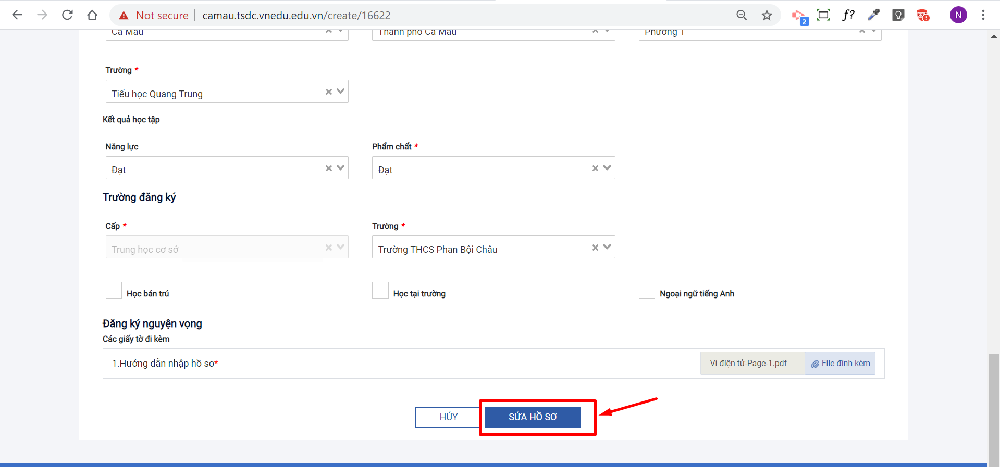 Not secure camau.tsdc.vnedu.edu.vn/create/16622
2
N
Cà Mau Thành phố Cà Mau Phường 1
Trường *
Tiểu học Quang Trung
Kết quả học tập
Năng lực Phẩm chất *
Đạt Đạt
Trường đăng ký
Cấp * Trường *
Trung học cơ sở Trường THCS Phan Bội Châu
Học bán trú Học tại trường Ngoại ngữ tiếng Anh
Đăng ký nguyện vọng
Các giấy tờ đi kèm
1.Hướng dẫn nhập hồ sơ* Ví điện tử-Page-1.pdf File đính kèm
HỦY SỬA HỒ SƠ